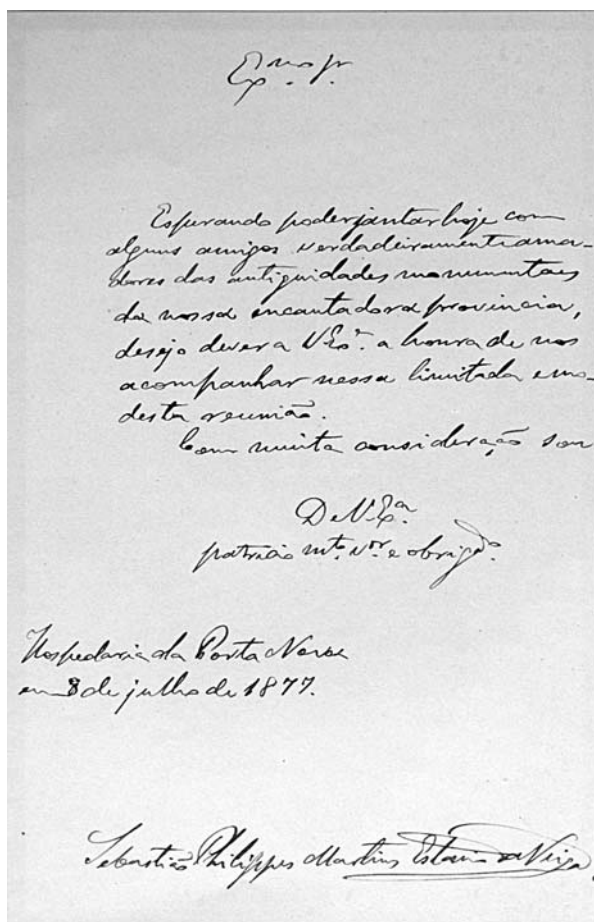 Exmo Sr.
Esperando poder jantar hoje com
alguns amigos verdadeiramente ama-
dores das antiguidades monumentaes
da nossa encantadora provincia,
desejo dever a V. Exª. a honra de nos
acompanhar nessa limitada e mo-
desta reunião.
Com muita consideração sou
De V. Exª.
patricio mto. vor. e obrigdo.
Hospedaria da Porta Nova
em 8 de julho de 1877.
Sebastião Philippes Martins Estacio da Veiga.